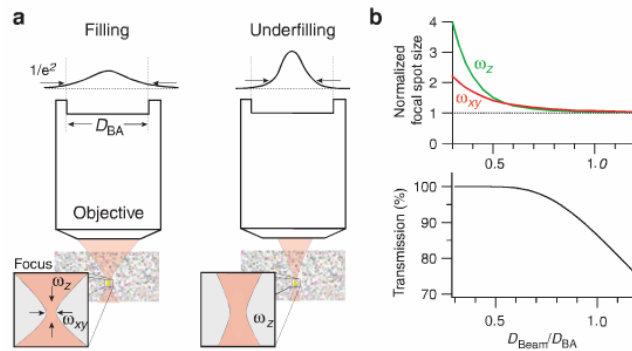 a
Filling
Underfilling
1/e²
D_BA
Objective
Focus
ω_z
ω_xy
ω_z
b
Normalized
focal spot size
4
3
2
1
0
ω_z
ω_xy
0.5
1.0
Transmission (%)
100
90
80
70
0.5
1.0
D_Beam/D_BA